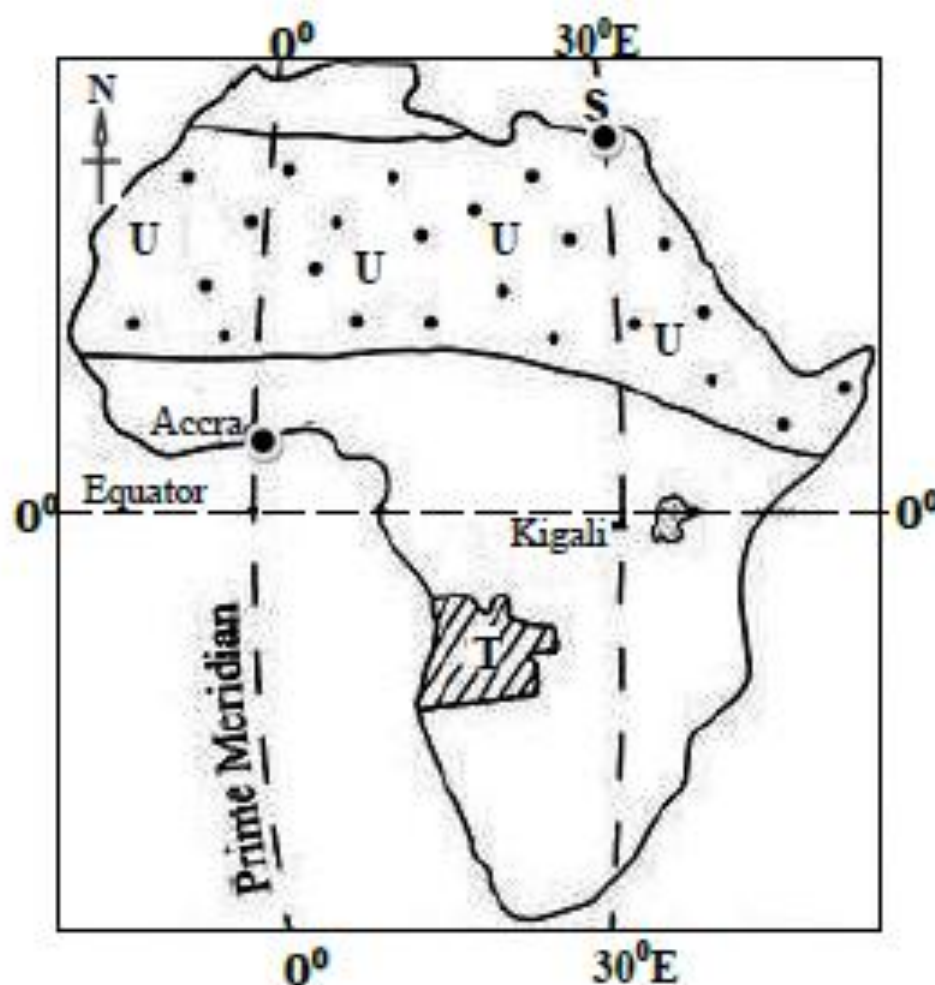 0⁰ 30⁰E
N
S
U
U
U
U
Accra
Equator
0⁰ 0⁰
Kigali
T
Prime Meridian
0⁰ 30⁰E